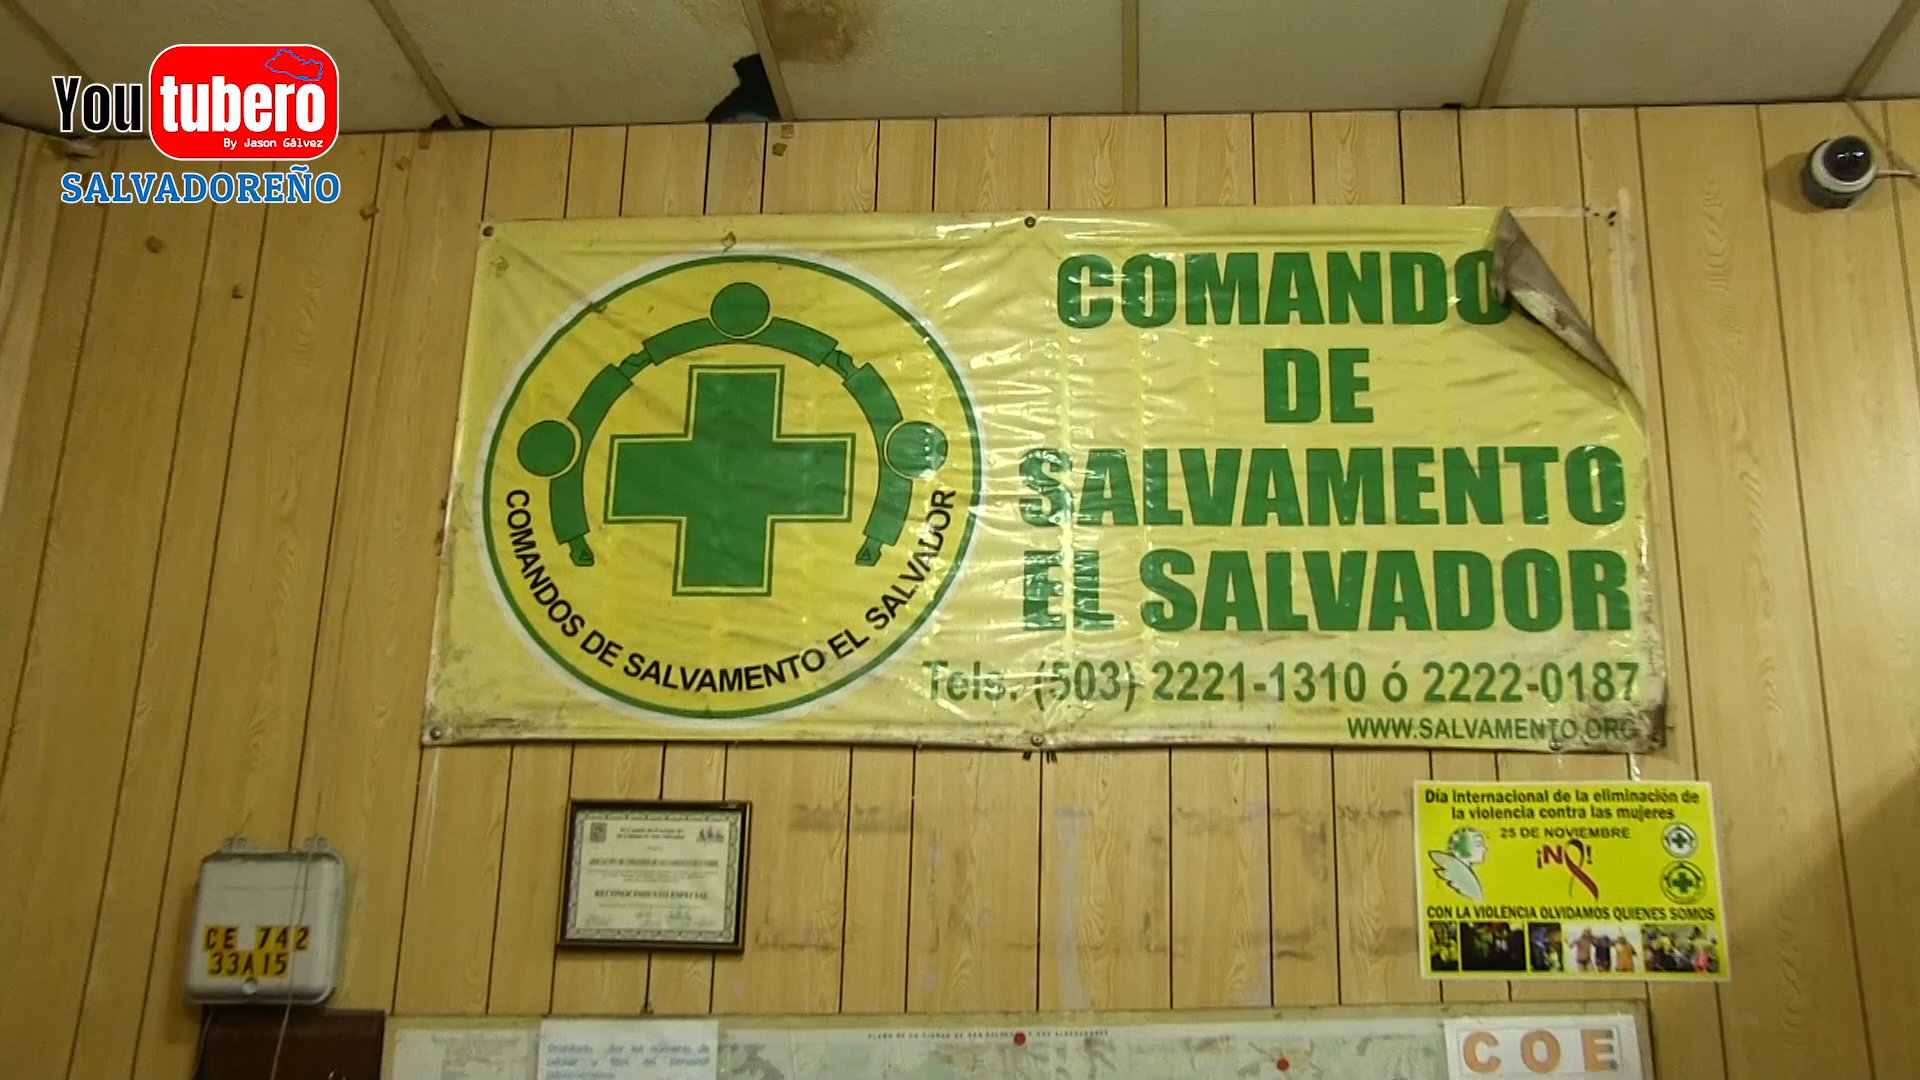 You tubero
By Jason Gálvez
SALVADOREÑO
COMANDO
DE
SALVAMENTO
EL SALVADOR
Tels. (503) 2221-1310 ó 2222-0187
WWW.SALVAMENTO.ORG
COMANDOS DE SALVAMENTO EL SALVADOR
RECONOCIMIENTO ESPECIAL
Día Internacional de la eliminación de
la violencia contra las mujeres
25 DE NOVIEMBRE
¡NO!
CON LA VIOLENCIA OLVIDAMOS QUIENES SOMOS
CE 742
33A15
COE